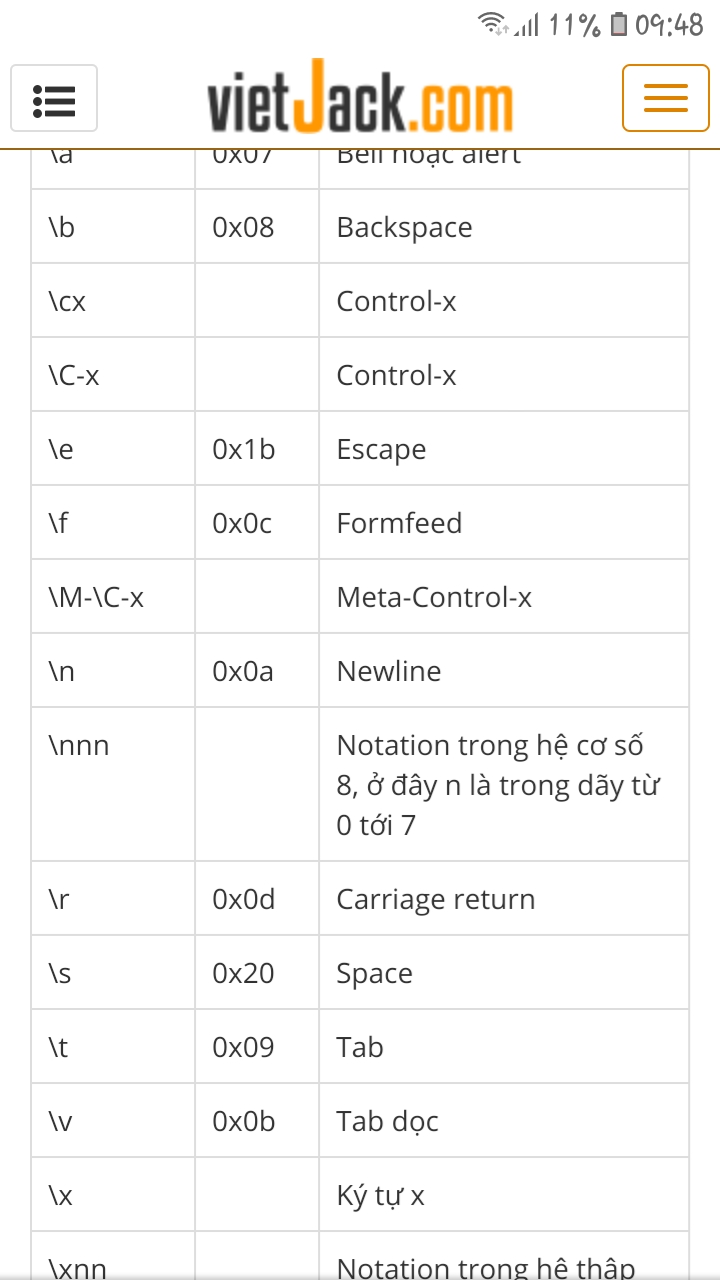 11% 09:48
vietJack.com
\a 0x07 Bell hoặc alert
\b 0x08 Backspace
\cx Control-x
\C-x Control-x
\e 0x1b Escape
\f 0x0c Formfeed
\M-\C-x Meta-Control-x
\n 0x0a Newline
\nnn Notation trong hệ cơ số
8, ở đây n là trong dãy từ
0 tới 7
\r 0x0d Carriage return
\s 0x20 Space
\t 0x09 Tab
\v 0x0b Tab dọc
\x Ký tự x
\xnn Notation trong hệ thập